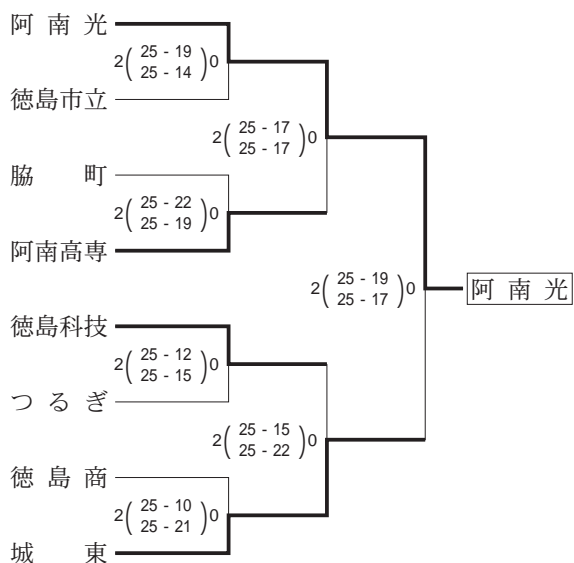 阿南光
2( 25 - 19 )0
25 - 14
徳島市立
2( 25 - 17 )0
25 - 17
脇町
2( 25 - 22 )0
25 - 19
阿南高専
2( 25 - 19 )0
25 - 17
阿南光
徳島科技
2( 25 - 12 )0
25 - 15
つるぎ
2( 25 - 15 )0
25 - 22
徳島商
2( 25 - 10 )0
25 - 21
城東